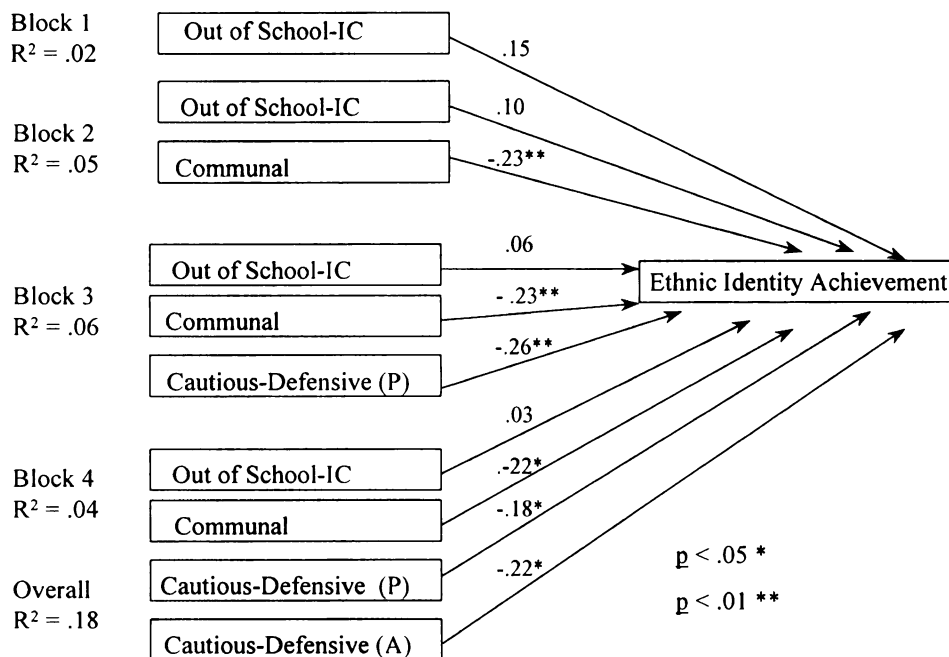 Block 1
R² = .02
Out of School-IC
.15
Block 2
R² = .05
Out of School-IC
.10
Communal
-.23**
Block 3
R² = .06
Out of School-IC
.06
Communal
- .23**
Cautious-Defensive (P)
-.26**
Ethnic Identity Achievement
Block 4
R² = .04
Out of School-IC
.03
Communal
.-22*
Cautious-Defensive (P)
-.18*
Cautious-Defensive (A)
-.22*
Overall
R² = .18
p < .05 *
p < .01 **